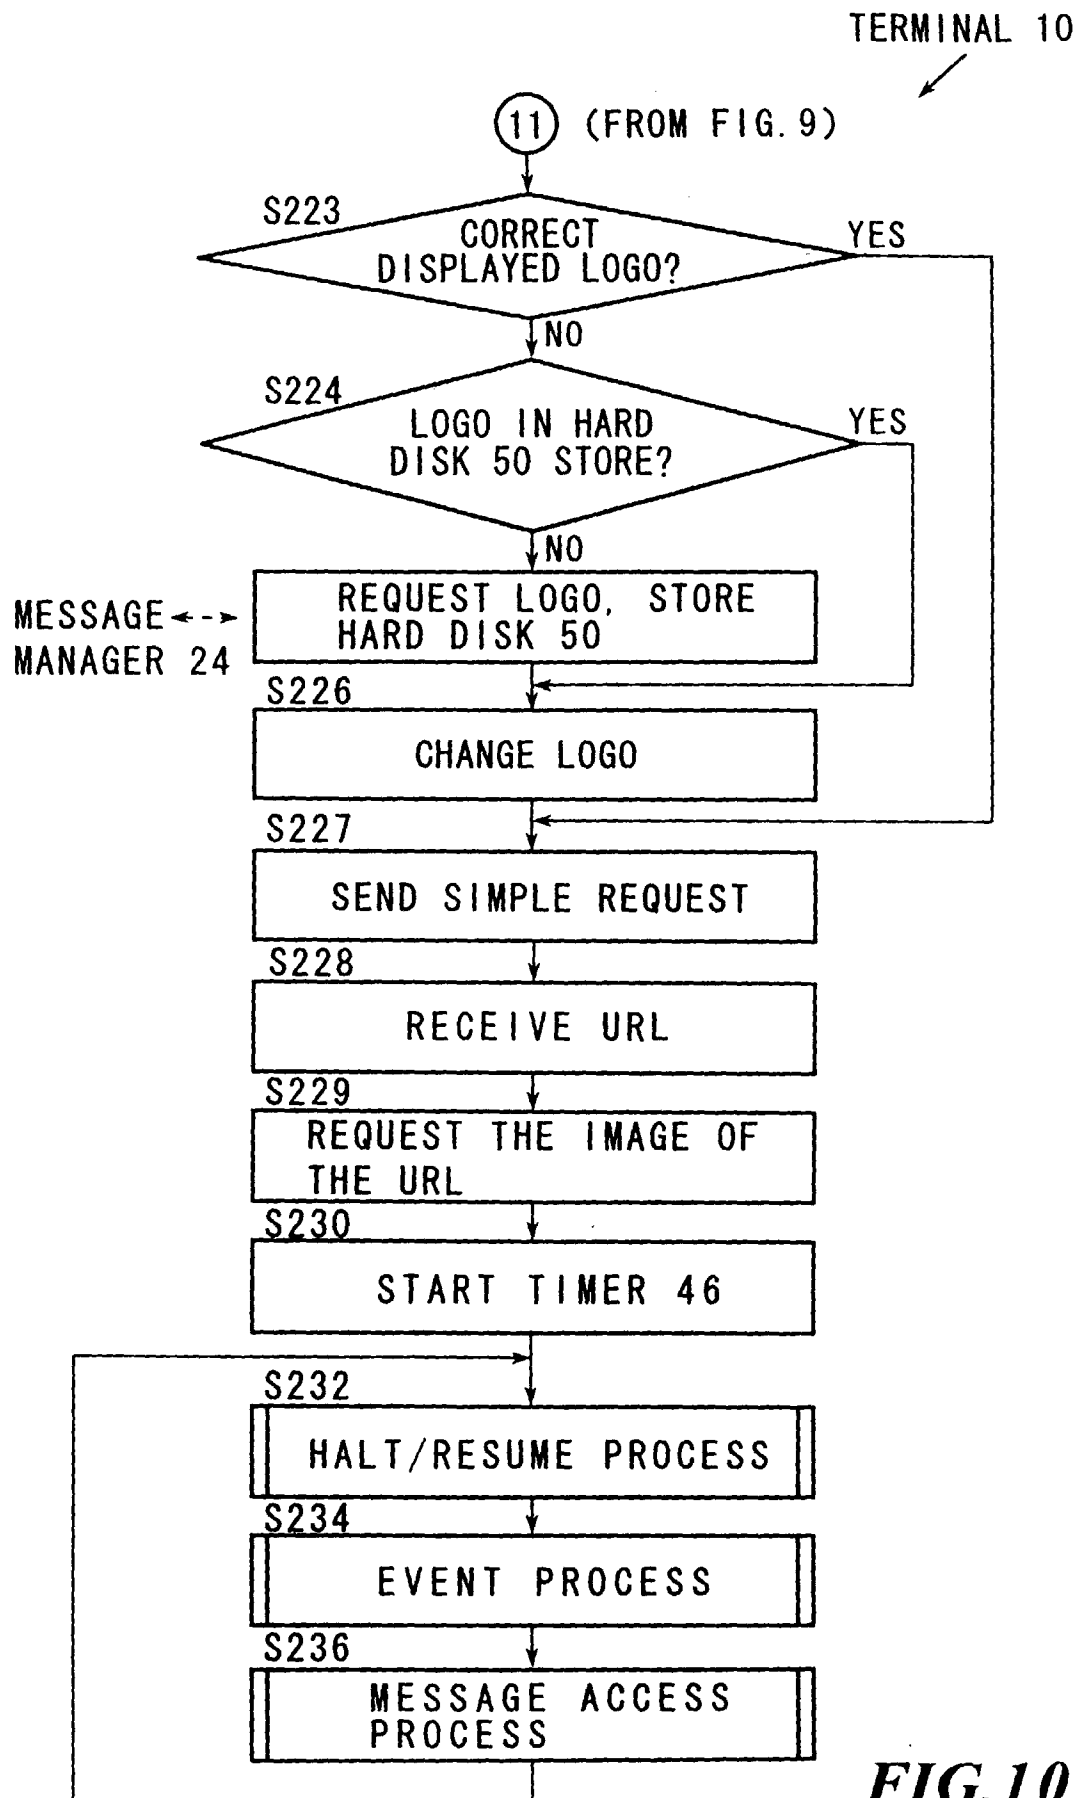 TERMINAL 10
11 (FROM FIG. 9)
S223
CORRECT
DISPLAYED LOGO?
YES
NO
S224
LOGO IN HARD
DISK 50 STORE?
YES
NO
REQUEST LOGO, STORE
HARD DISK 50
MESSAGE
MANAGER 24
S226
CHANGE LOGO
S227
SEND SIMPLE REQUEST
S228
RECEIVE URL
S229
REQUEST THE IMAGE OF
THE URL
S230
START TIMER 46
S232
HALT/RESUME PROCESS
S234
EVENT PROCESS
S236
MESSAGE ACCESS
PROCESS
FIG. 10